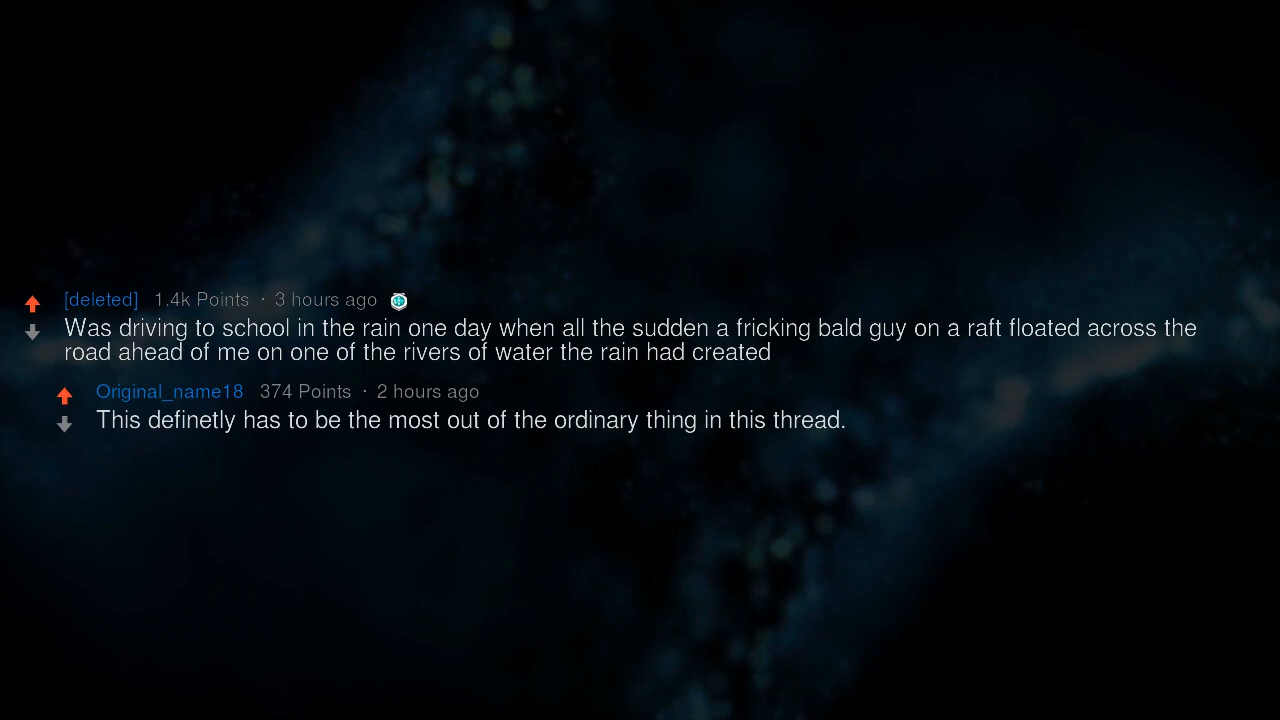 [deleted] 1.4k Points · 3 hours ago
Was driving to school in the rain one day when all the sudden a fricking bald guy on a raft floated across the
road ahead of me on one of the rivers of water the rain had created
Original_name18 374 Points · 2 hours ago
This definetly has to be the most out of the ordinary thing in this thread.